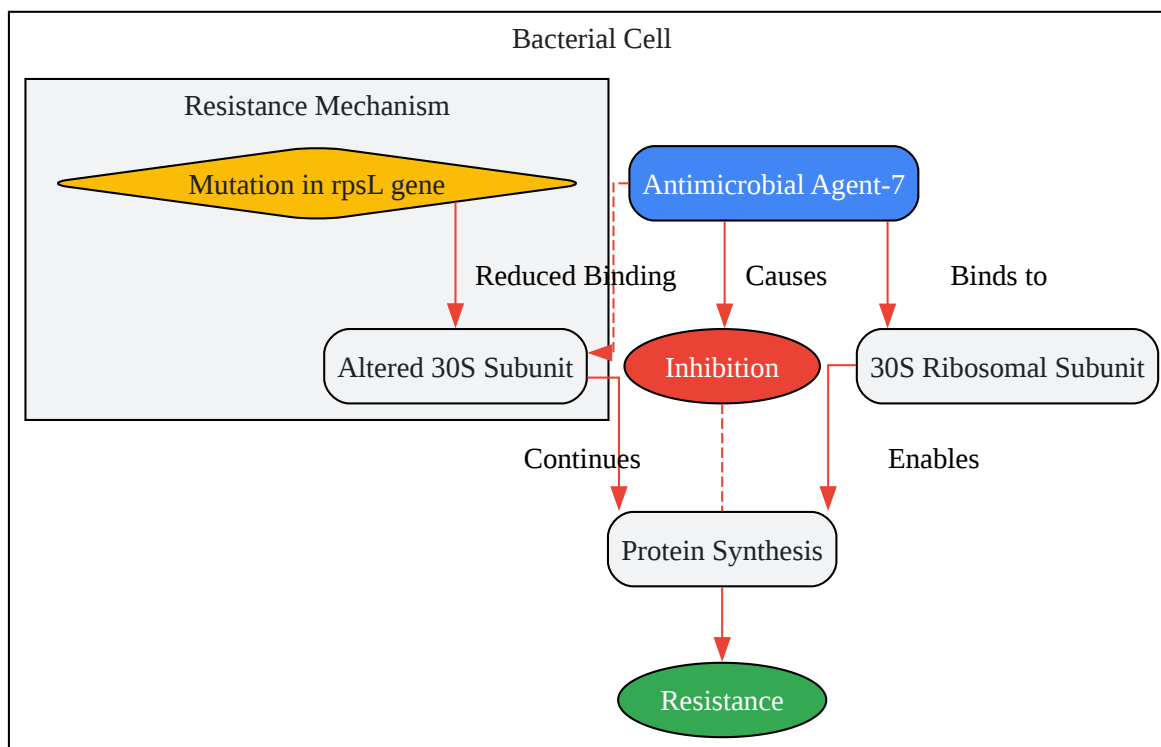 Bacterial Cell
Resistance Mechanism
Mutation in rpsL gene
Antimicrobial Agent-7
Reduced Binding
Causes
Binds to
Altered 30S Subunit
Inhibition
30S Ribosomal Subunit
Continues
Enables
Protein Synthesis
Resistance